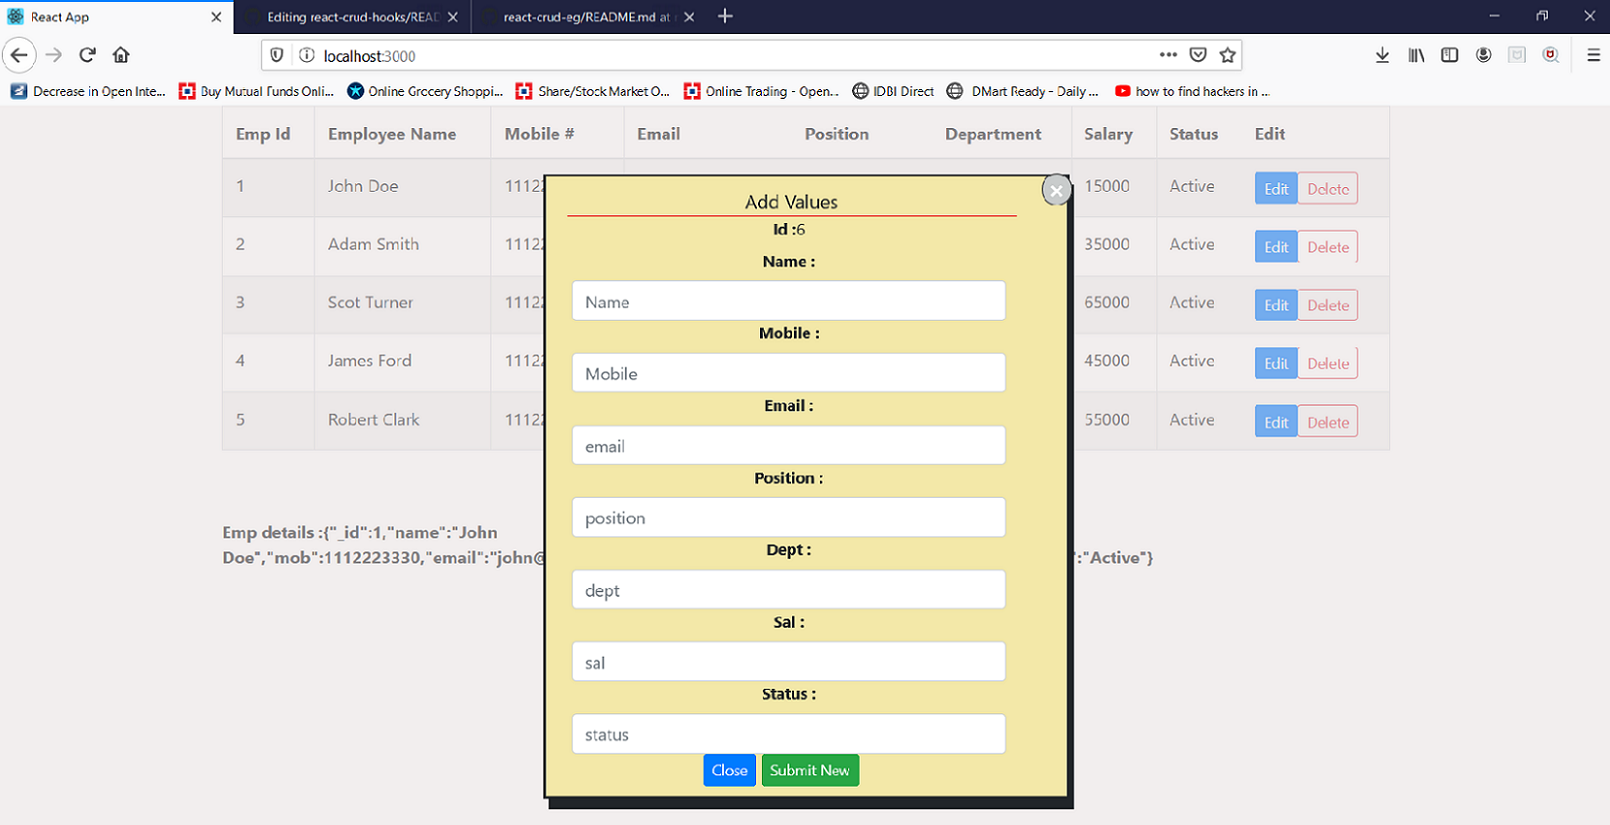 React App
Editing react-crud-hooks/READ
react-crud-eg/README.md at
localhost:3000
Decrease in Open Inte... Buy Mutual Funds Onli... Online Grocery Shoppi... Share/Stock Market O... Online Trading - Open... IDBI Direct DMart Ready - Daily ... how to find hackers in ...
Emp Id Employee Name Mobile # Email Position Department Salary Status Edit
1 John Doe 1112 15000 Active Edit Delete
2 Adam Smith 1112 35000 Active Edit Delete
3 Scot Turner 1112 65000 Active Edit Delete
4 James Ford 1112 45000 Active Edit Delete
5 Robert Clark 1112 55000 Active Edit Delete
Emp details :{"_id":1,"name":"John
Doe","mob":1112223330,"email":"john@ :"Active"}
Add Values
Id :6
Name :
Name
Mobile :
Mobile
Email :
email
Position :
position
Dept :
dept
Sal :
sal
Status :
status
Close Submit New